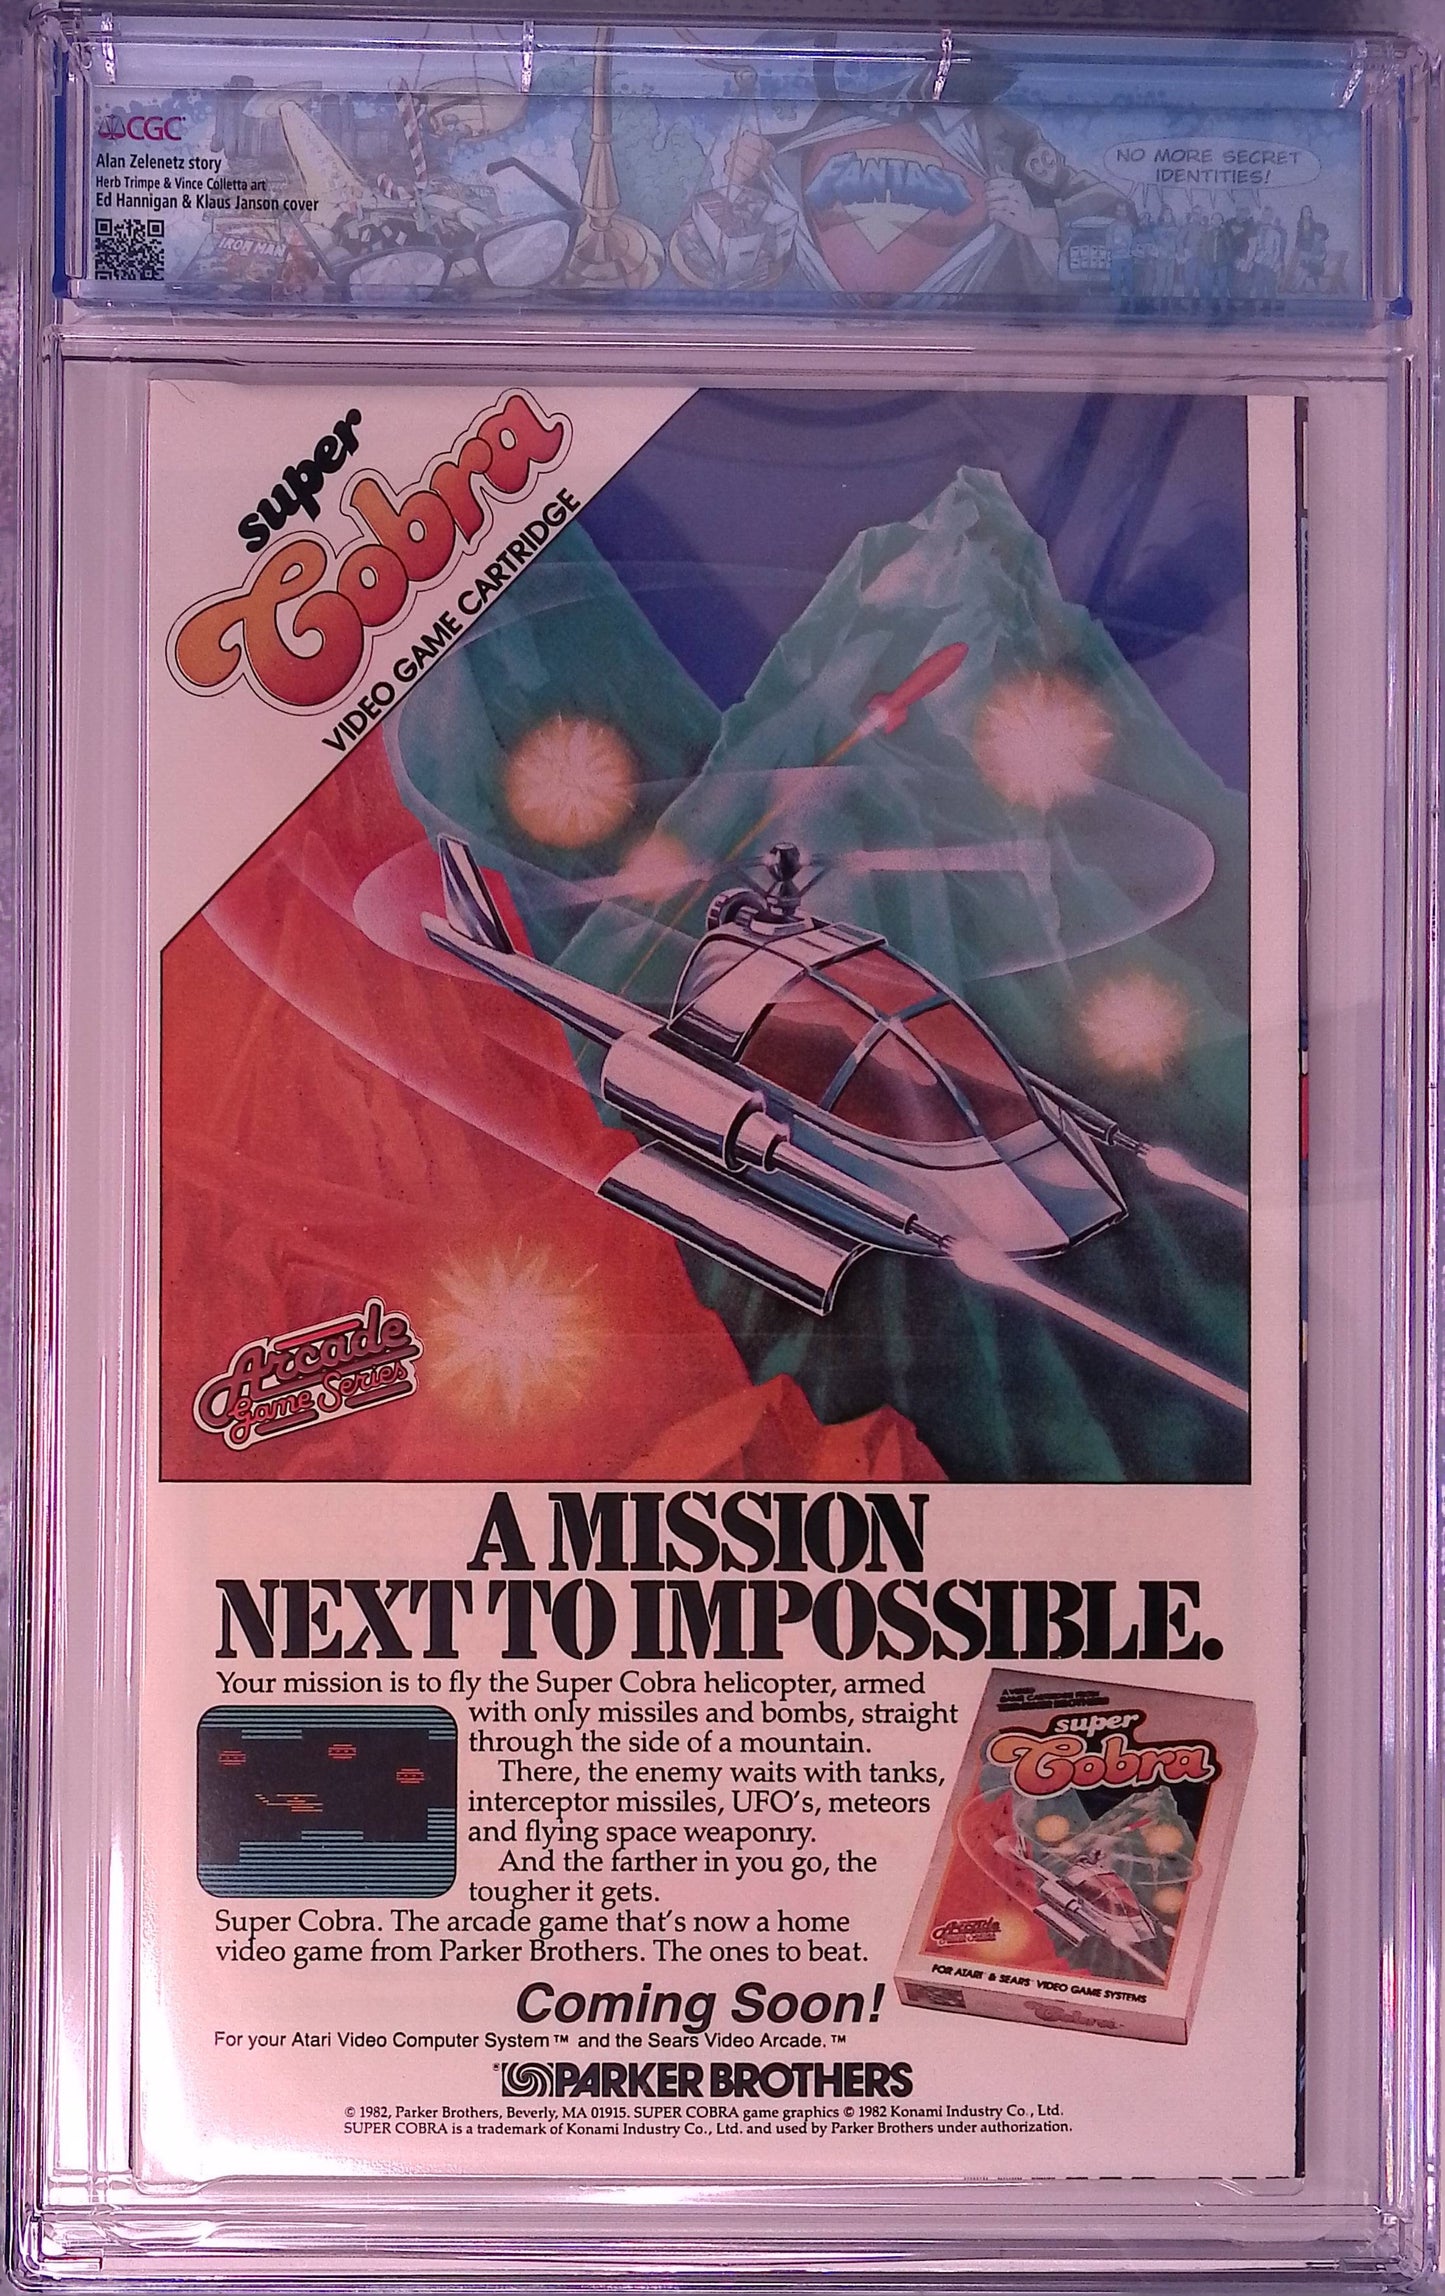 CGC
Alan Zelenetz story
Herb Trimpe & Vince Colletta art
Ed Hannigan & Klaus Janson cover
IRON MAN
FANTAST
NO MORE SECRET
IDENTITIES!
super
Cobra
VIDEO GAME CARTRIDGE
Arcade
Game Series
A MISSION
NEXT TO IMPOSSIBLE.
Your mission is to fly the Super Cobra helicopter, armed
with only missiles and bombs, straight
through the side of a mountain.
There, the enemy waits with tanks,
interceptor missiles, UFO's, meteors
and flying space weaponry.
And the farther in you go, the
tougher it gets.
Super Cobra. The arcade game that's now a home
video game from Parker Brothers. The ones to beat.
super
Cobra
Arcade
Game Series
FOR ATARI & SEARS VIDEO GAME SYSTEMS
Cobra
Coming Soon!
For your Atari Video Computer System™ and the Sears Video Arcade.™
PARKER BROTHERS
© 1982, Parker Brothers, Beverly, MA 01915. SUPER COBRA game graphics © 1982 Konami Industry Co., Ltd.
SUPER COBRA is a trademark of Konami Industry Co., Ltd. and used by Parker Brothers under authorization.